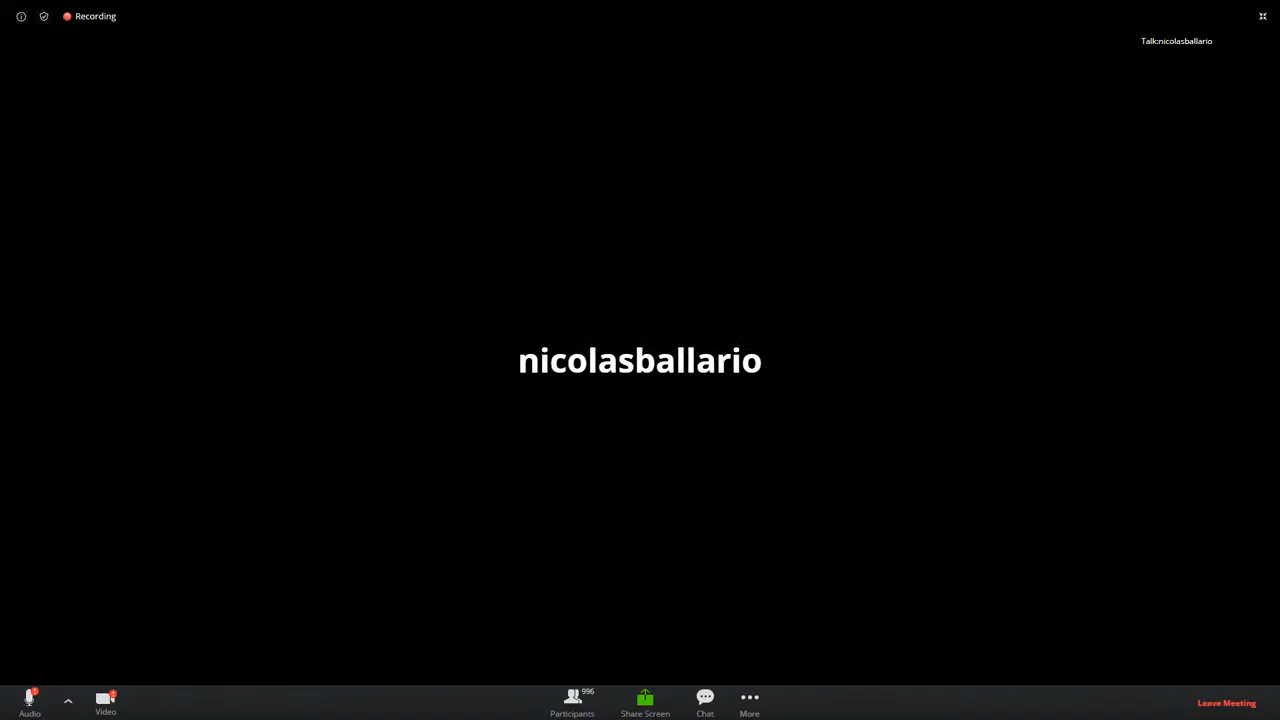 Recording
Talk:nicolasballario
nicolasballario
996
Audio
Video
Participants
Share Screen
Chat
More
Leave Meeting